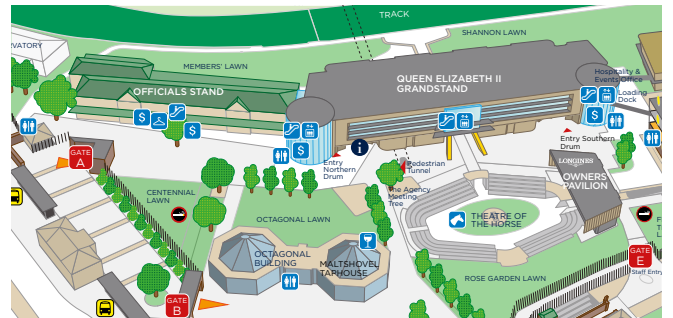 TRACK
SHANNON LAWN
RVATORY
MEMBERS' LAWN
QUEEN ELIZABETH II
GRANDSTAND
Hospitality &
Events Office
OFFICIALS STAND
Loading
Dock
$
$
$
$
i
GATE
A
Entry
Northern
Drum
Pedestrian
Tunnel
Entry Southern
Drum
LONGINES
OWNERS
PAVILION
The Agency
Meeting
Tree
CENTENNIAL
LAWN
OCTAGONAL LAWN
THEATRE OF
THE HORSE
OCTAGONAL
BUILDING
MALTSHOVEL
TAPHOUSE
GATE
E
ROSE GARDEN LAWN
Staff Entry
GATE
B